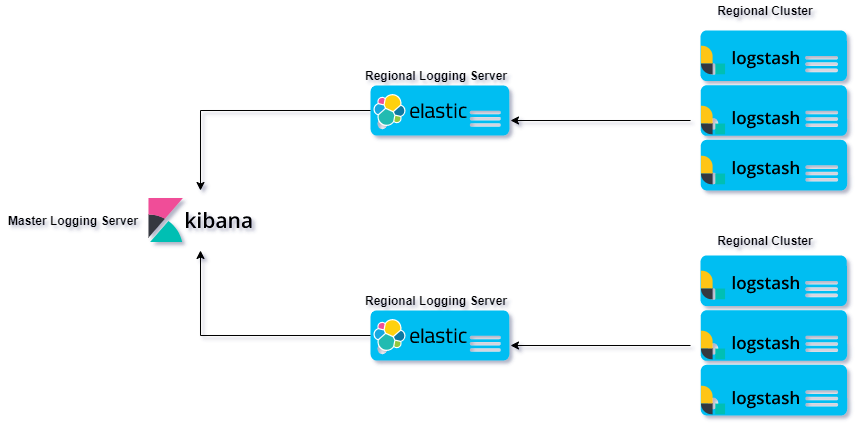 Regional Cluster
logstash
logstash
logstash
Regional Logging Server
elastic
Master Logging Server
kibana
Regional Cluster
logstash
logstash
logstash
Regional Logging Server
elastic